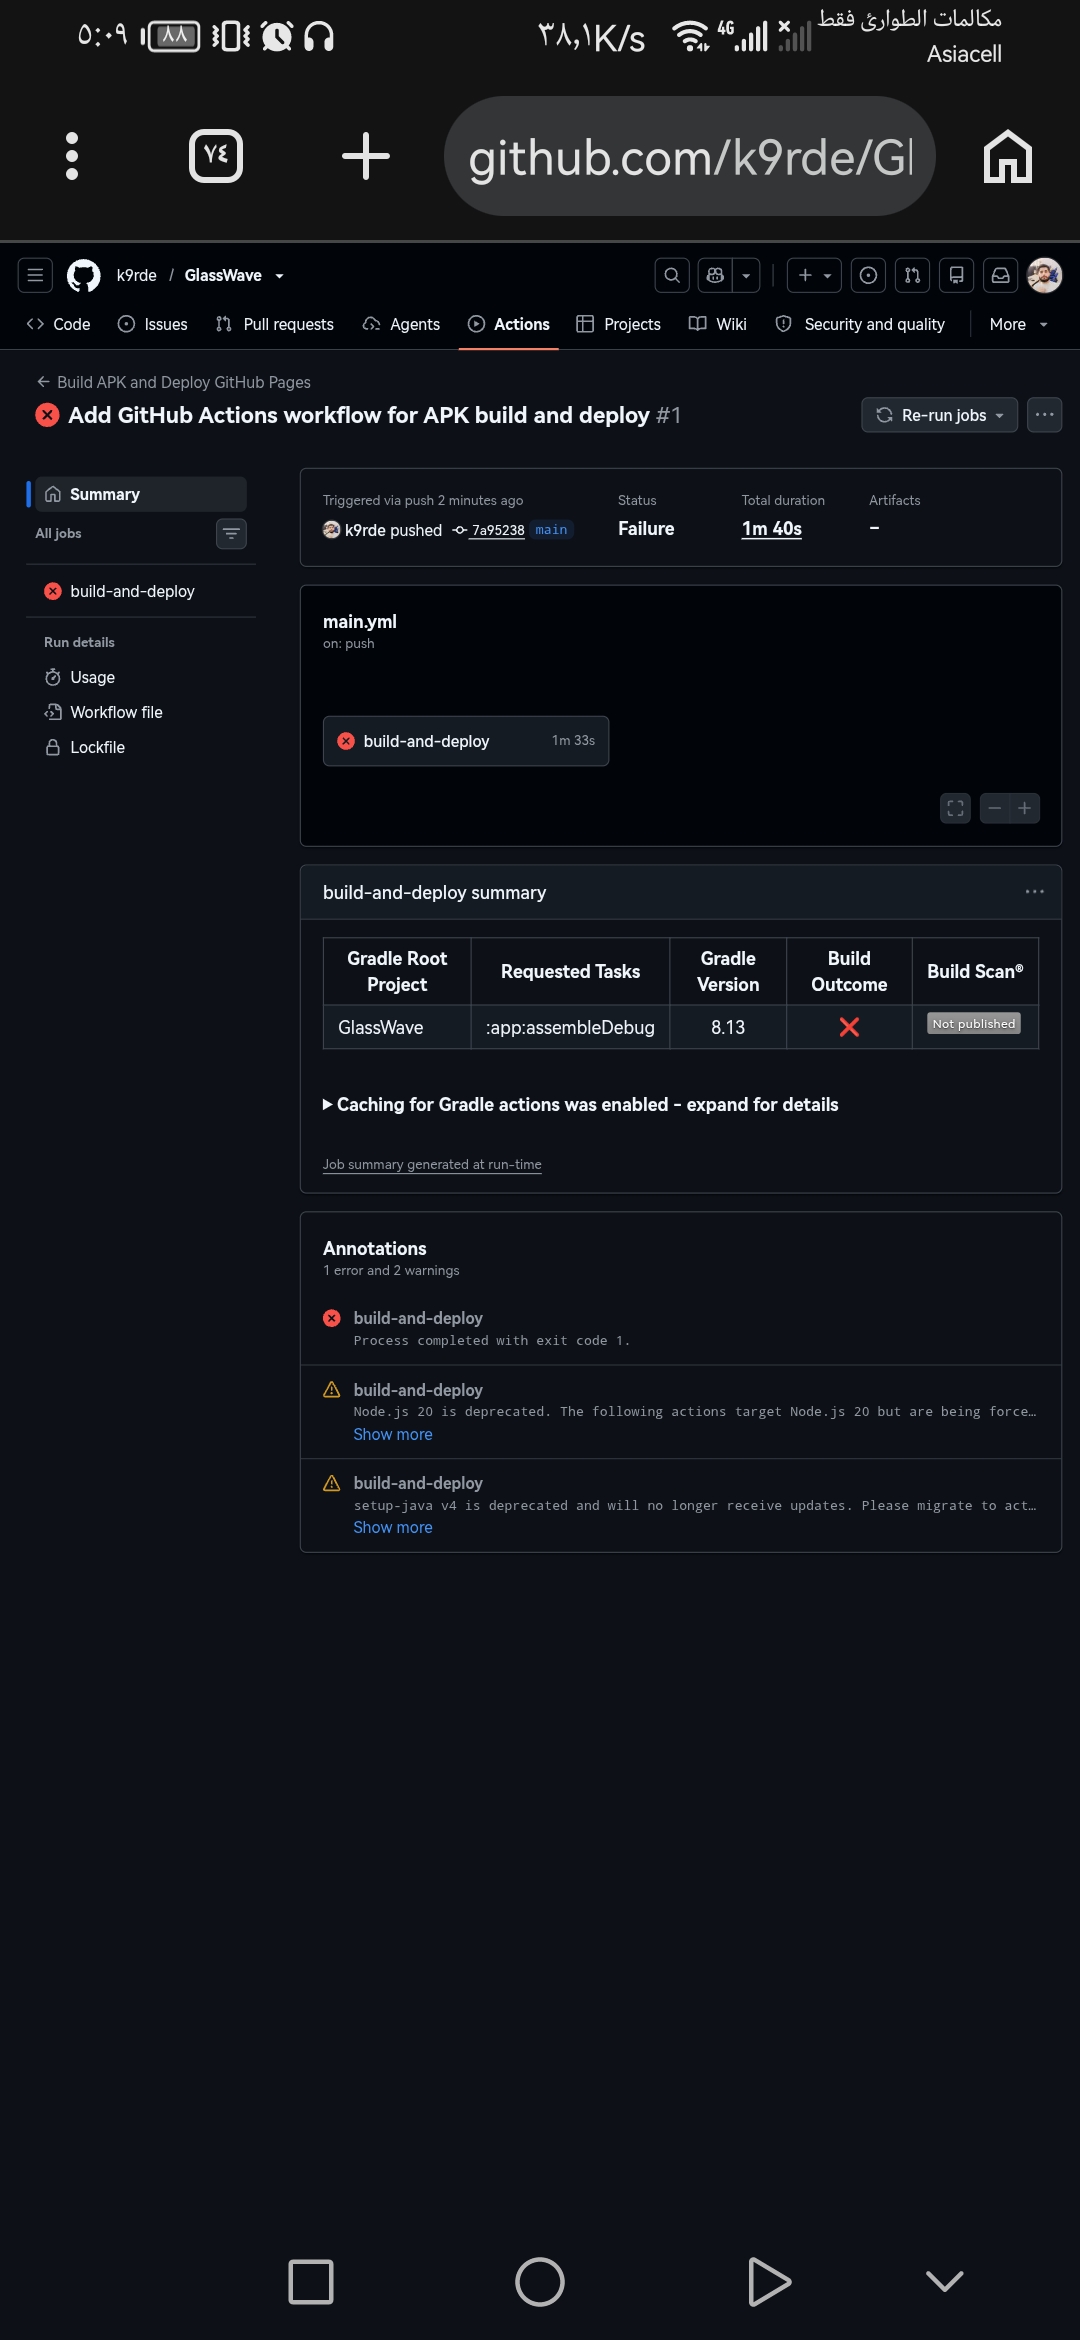 ٥:٠٩ ٨٨ ٣٨,١K/s 4G مكالمات الطوارئ فقط
Asiacell
٧٤ github.com/k9rde/Gl
k9rde / GlassWave
Code Issues Pull requests Agents Actions Projects Wiki Security and quality More
Build APK and Deploy GitHub Pages
Add GitHub Actions workflow for APK build and deploy #1 Re-run jobs
Summary
All jobs
build-and-deploy
Run details
Usage
Workflow file
Lockfile
Triggered via push 2 minutes ago Status Total duration Artifacts
k9rde pushed 7a95238 main Failure 1m 40s –
main.yml
on: push
build-and-deploy 1m 33s
build-and-deploy summary
Gradle Root Project Requested Tasks Gradle Version Build Outcome Build Scan®
GlassWave :app:assembleDebug 8.13 ❌ Not published
Caching for Gradle actions was enabled - expand for details
Job summary generated at run-time
Annotations
1 error and 2 warnings
build-and-deploy
Process completed with exit code 1.
build-and-deploy
Node.js 20 is deprecated. The following actions target Node.js 20 but are being force…
Show more
build-and-deploy
setup-java v4 is deprecated and will no longer receive updates. Please migrate to act…
Show more